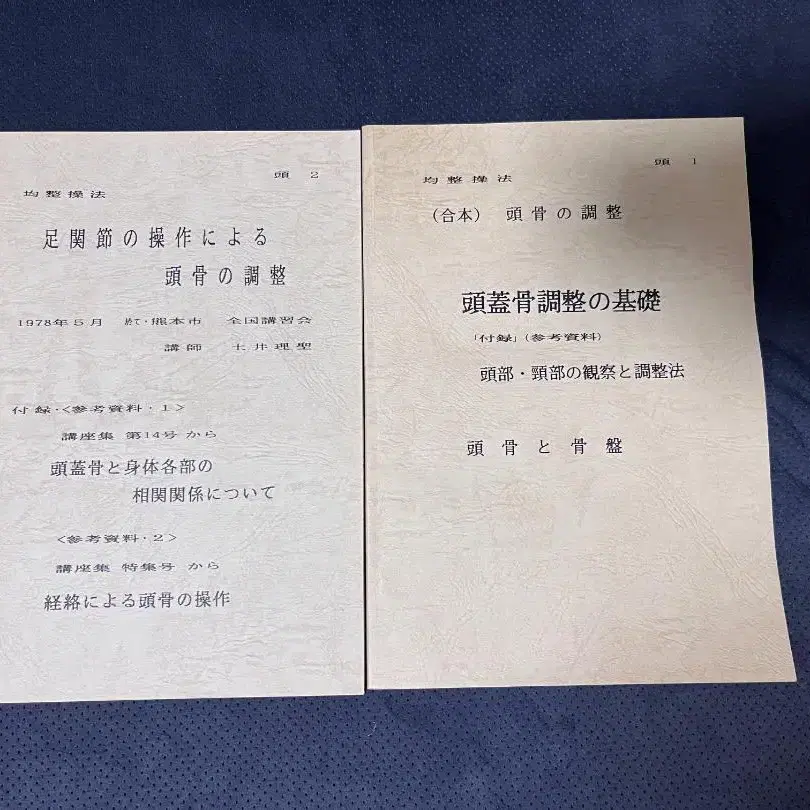 頭 2
均整操法
足関節の操作による
頭骨の調整
1978年5月 於て・熊本市 全国講習会
講師 土井理聖
付録・<参考資料・1>
講座集 第14号 から
頭蓋骨と身体各部の
相関関係について
<参考資料・2>
講座集 特集号 から
経絡による頭骨の操作
頭 1
均整操法
(合本) 頭骨の調整
頭蓋骨調整の基礎
「付録」(参考資料)
頭部・頸部の観察と調整法
頭骨と骨盤